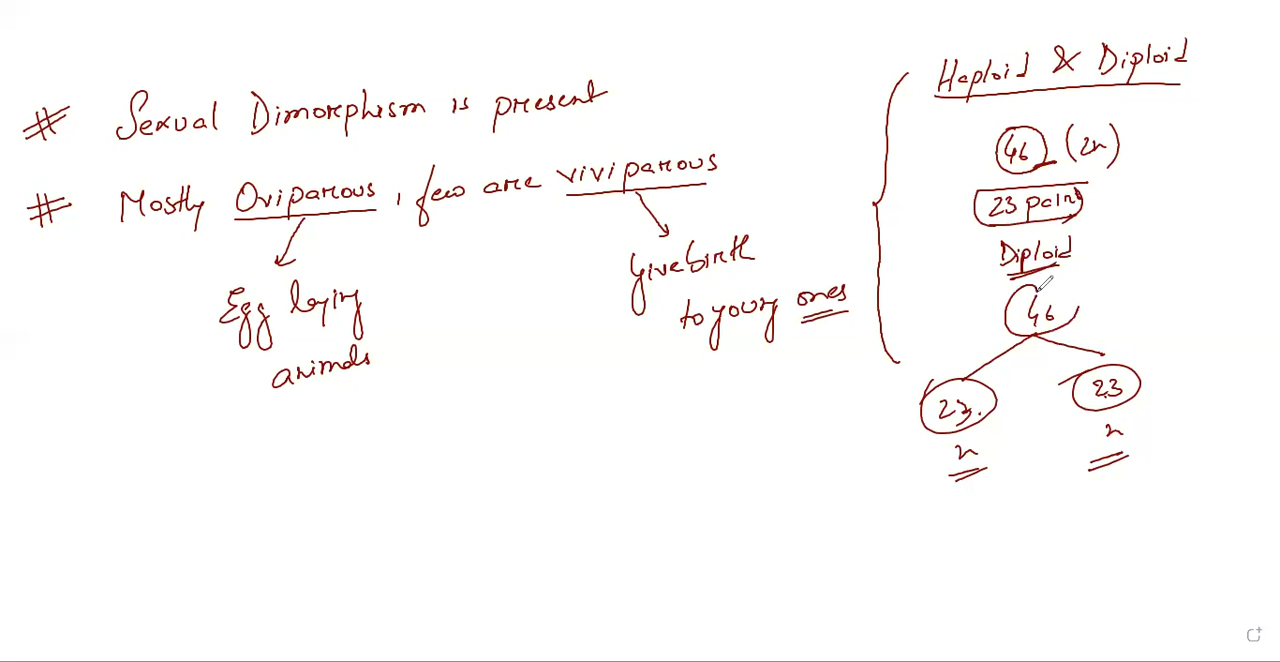 # Sexual Dimorphism is present
# Mostly Oviparous, few are viviparous
Egg laying
animals
Give birth
to young ones
Haploid & Diploid
46 (2n)
23 pairs
Diploid
46
23. 23
n n